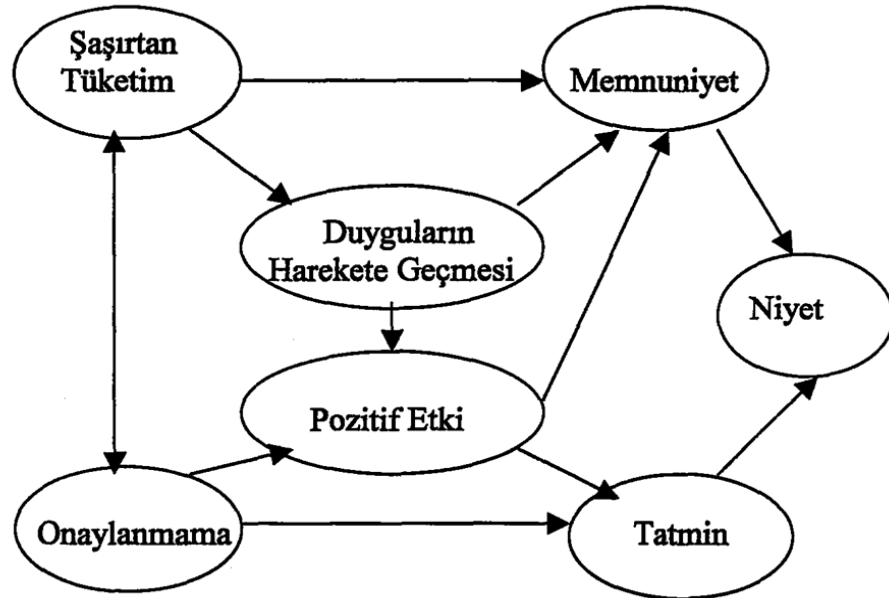 Şaşırtan
Tüketim
Memnuniyet
Duyguların
Harekete Geçmesi
Niyet
Pozitif Etki
Onaylanmama
Tatmin